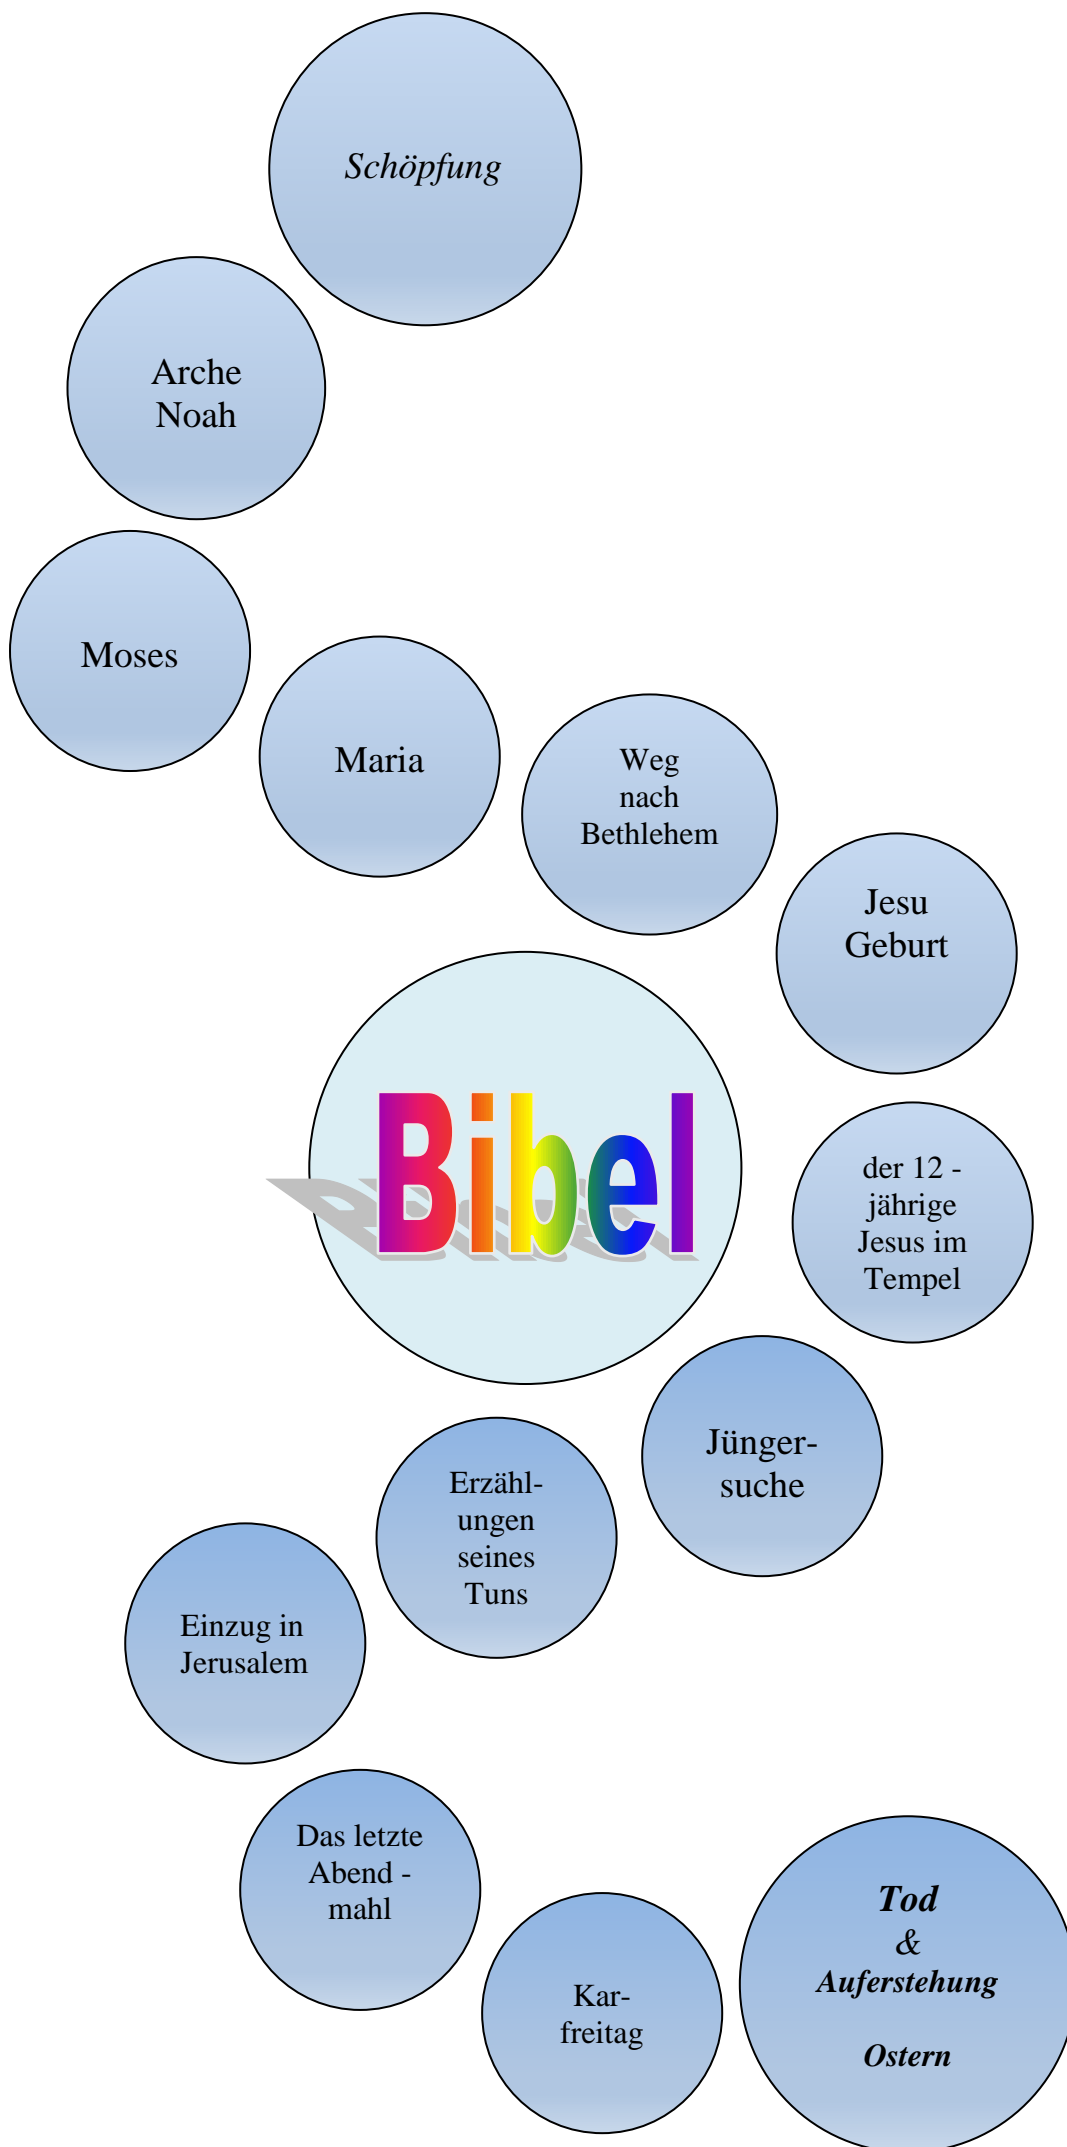 Schöpfung
Arche
Noah
Moses
Maria
Weg
nach
Bethlehem
Jesu
Geburt
Bibel
der 12 -
jährige
Jesus im
Tempel
Jünger-
suche
Erzähl-
ungen
seines
Tuns
Einzug in
Jerusalem
Das letzte
Abend -
mahl
Kar-
freitag
Tod
&
Auferstehung
Ostern